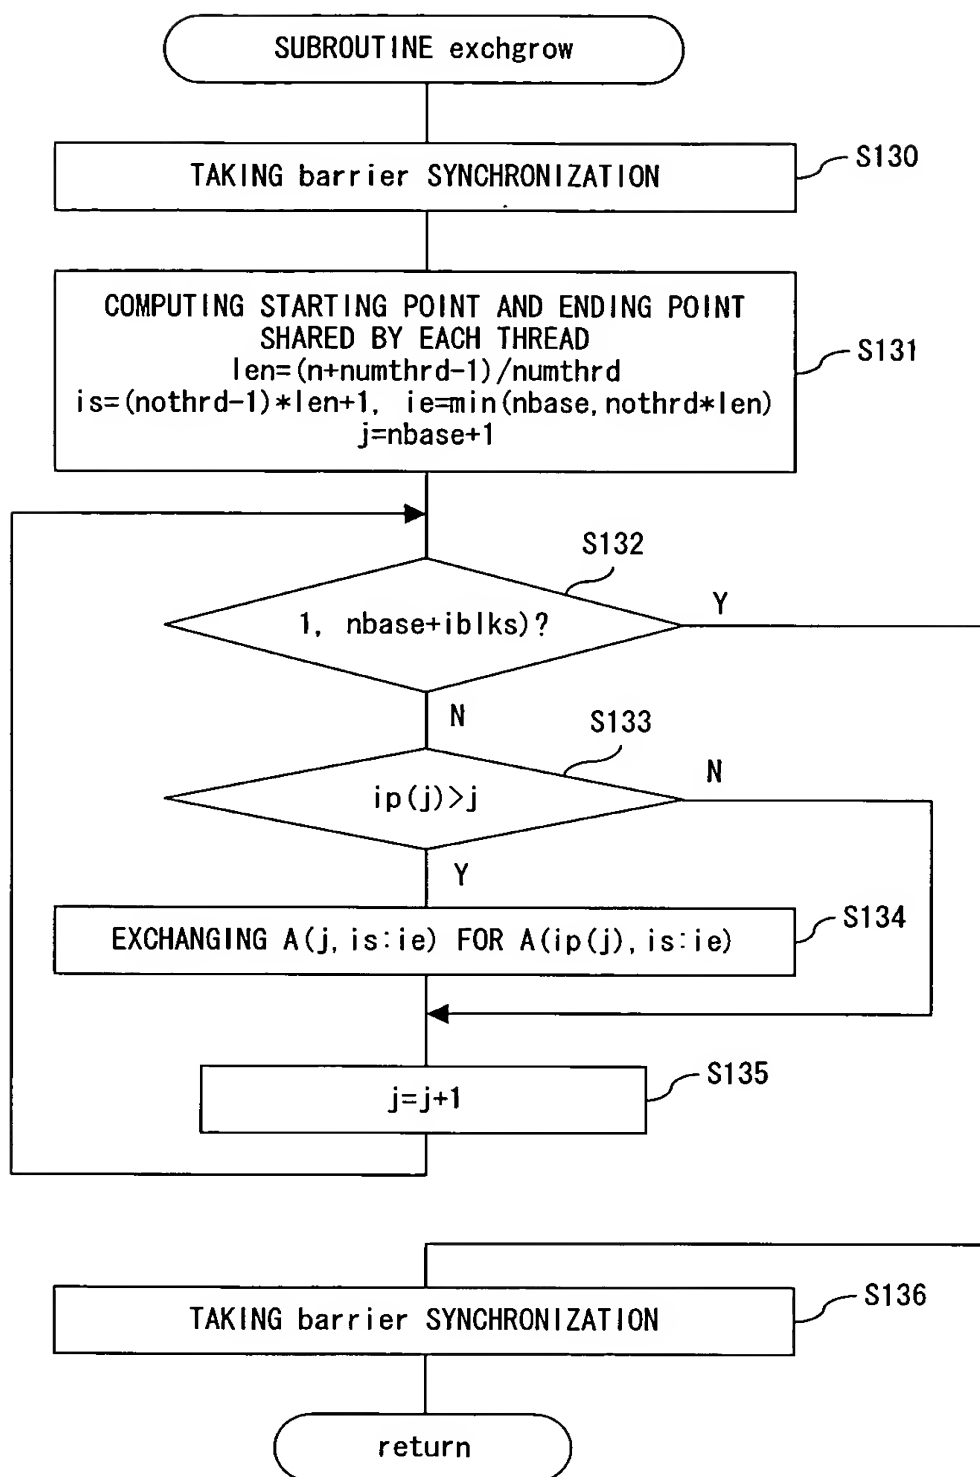 SUBROUTINE exchgrow
TAKING barrier SYNCHRONIZATION
S130
COMPUTING STARTING POINT AND ENDING POINT
SHARED BY EACH THREAD
len=(n+numthrd-1)/numthrd
is=(nothrd-1)*len+1, ie=min(nbase,nothrd*len)
j=nbase+1
S131
S132
1, nbase+iblks)?
Y
N
S133
ip(j)>j
N
Y
S134
EXCHANGING A(j,is:ie) FOR A(ip(j),is:ie)
S135
j=j+1
S136
TAKING barrier SYNCHRONIZATION
return